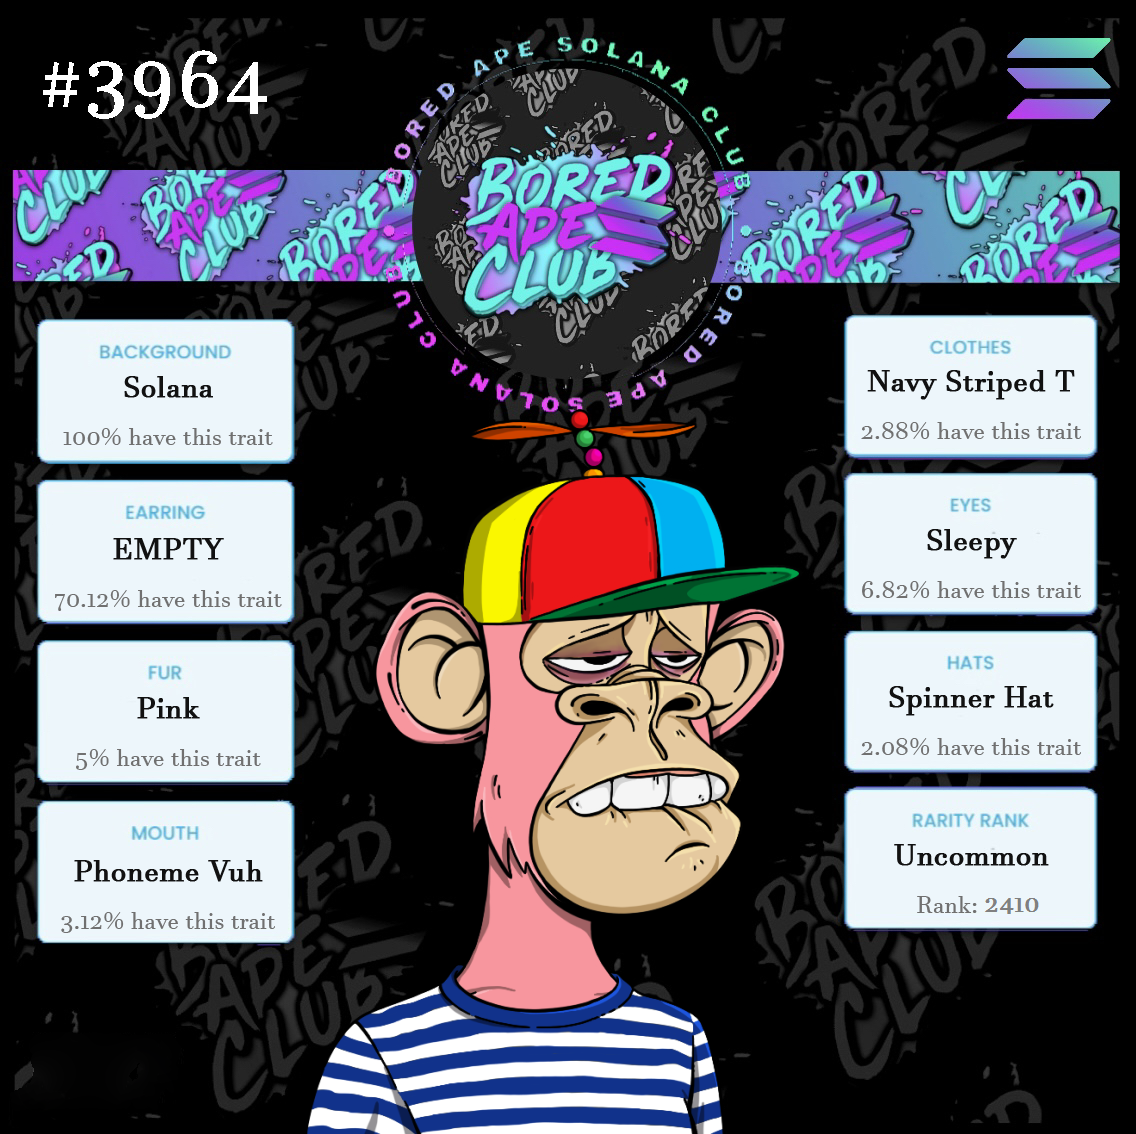 #3964
BORED APE SOLANA CLUB
BORED APE SOLANA CLUB
BORED
APE
CLUB
BACKGROUND
Solana
100% have this trait
EARRING
EMPTY
70.12% have this trait
FUR
Pink
5% have this trait
MOUTH
Phoneme Vuh
3.12% have this trait
CLOTHES
Navy Striped T
2.88% have this trait
EYES
Sleepy
6.82% have this trait
HATS
Spinner Hat
2.08% have this trait
RARITY RANK
Uncommon
Rank: 2410